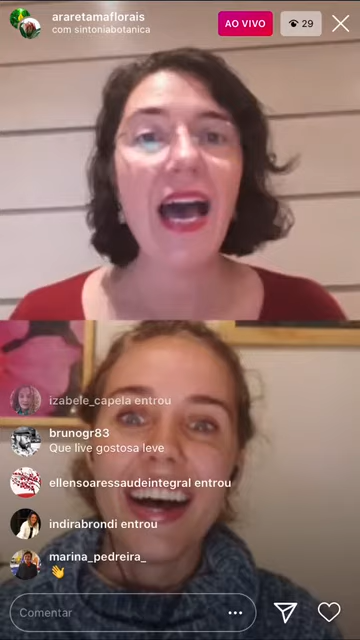 araretamaflorais
com sintoniabotanica
AO VIVO
29
izabele_capela entrou
brunogr83
Que live gostosa leve
ellensoaressaudeintegral entrou
indirabrondi entrou
marina_pedreira_
👋
Comentar